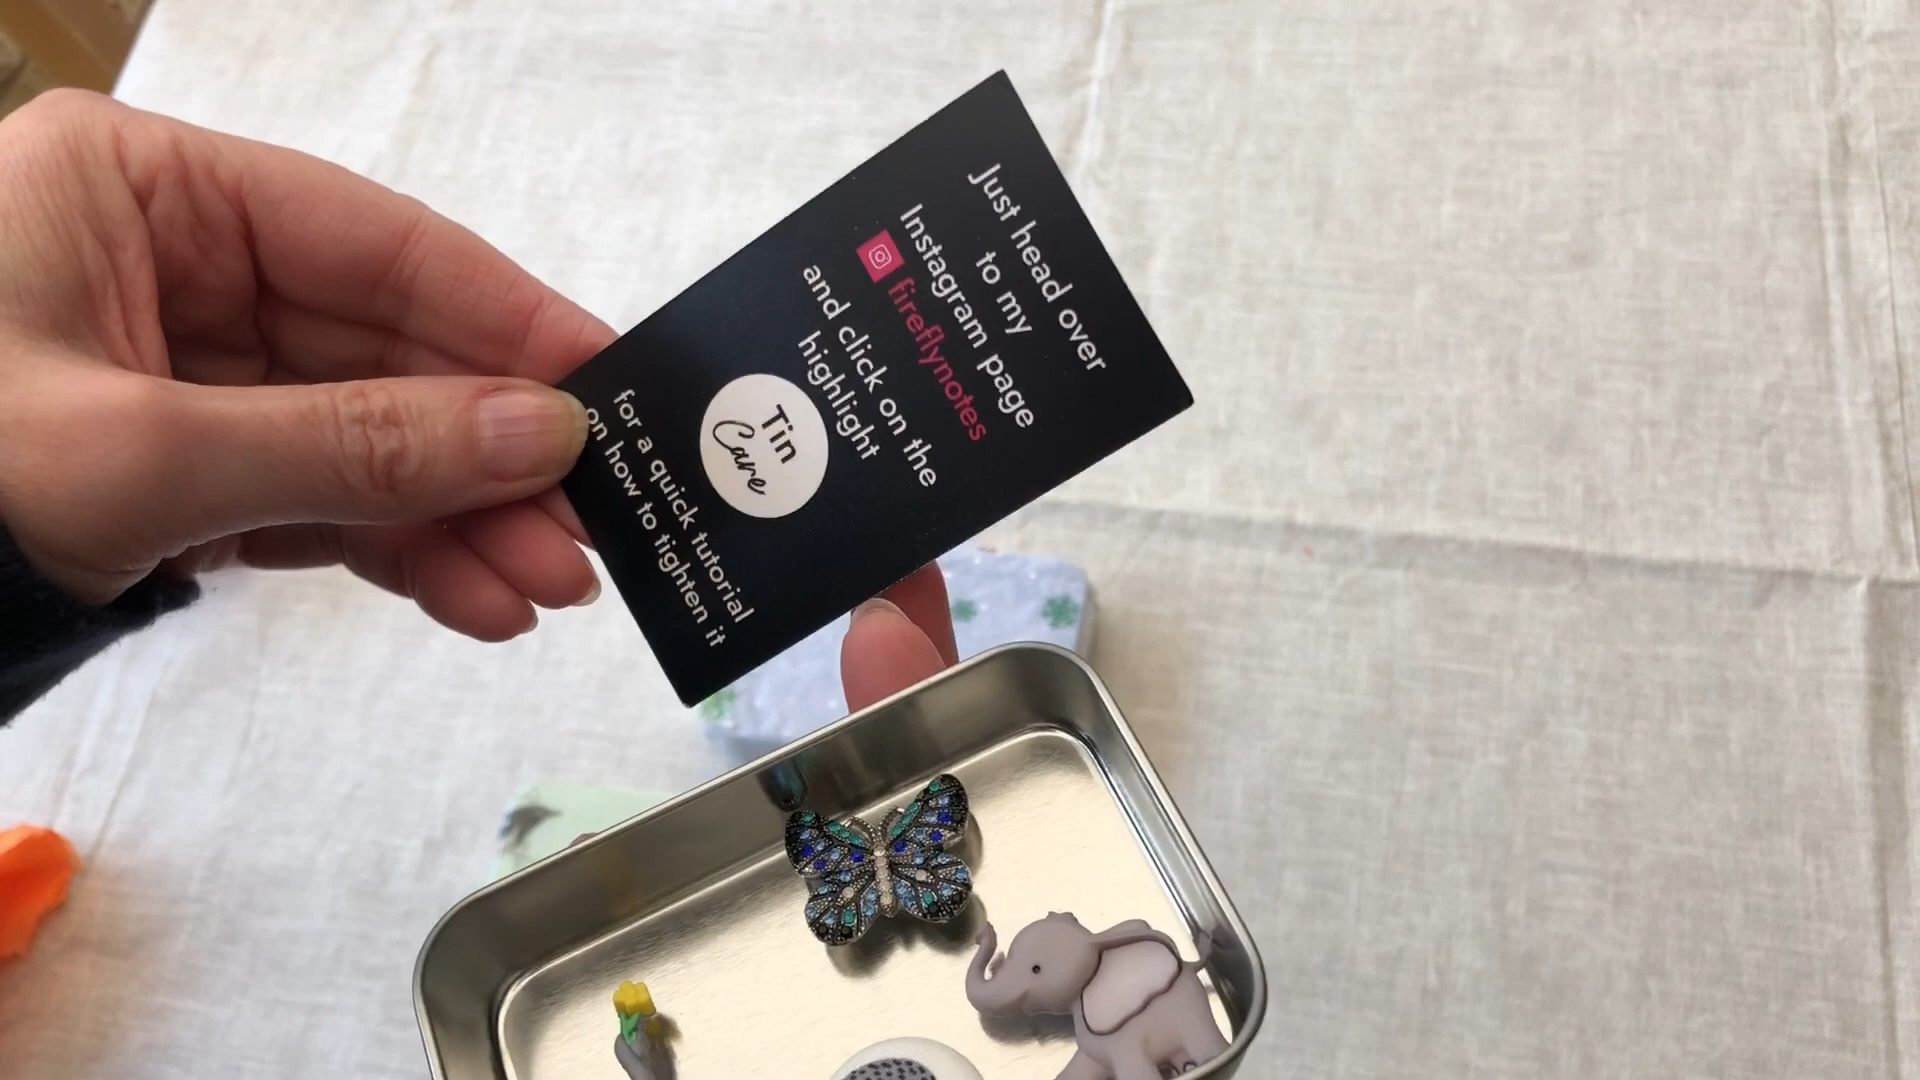 Just head over
to my
Instagram page
fireflynotes
and click on the
highlight
Tin
Care
for a quick tutorial
on how to tighten it